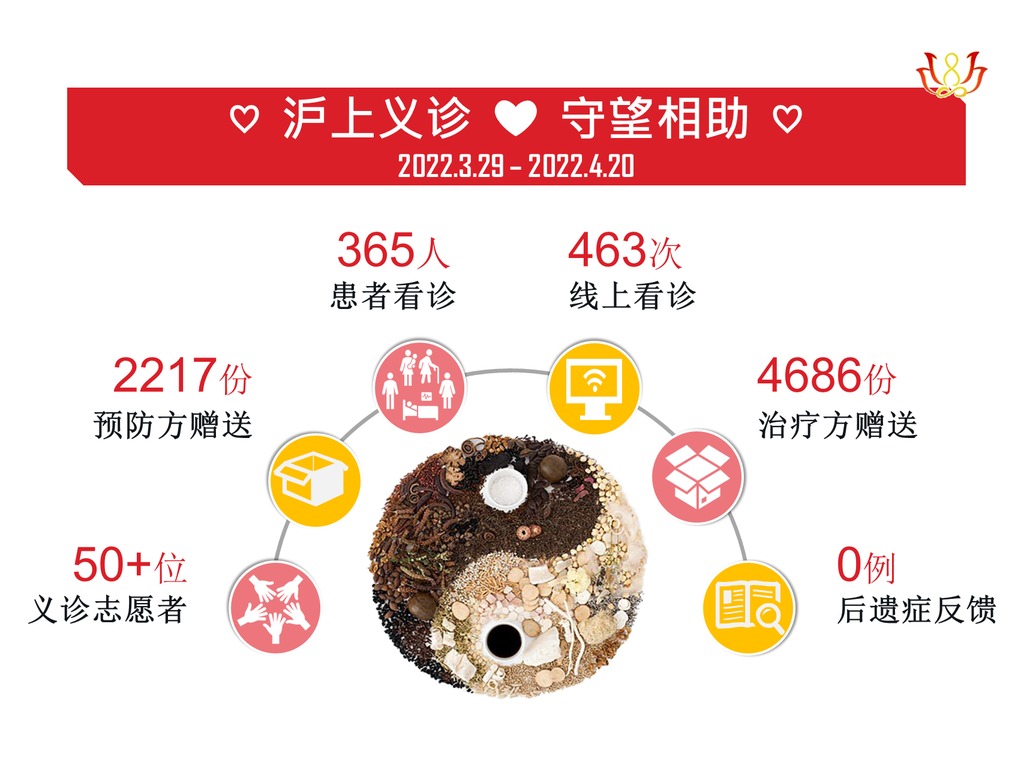 ♡ 沪上义诊 ♥ 守望相助 ♡
2022.3.29 – 2022.4.20
365人
患者看诊
463次
线上看诊
2217份
预防方赠送
4686份
治疗方赠送
50+位
义诊志愿者
0例
后遗症反馈